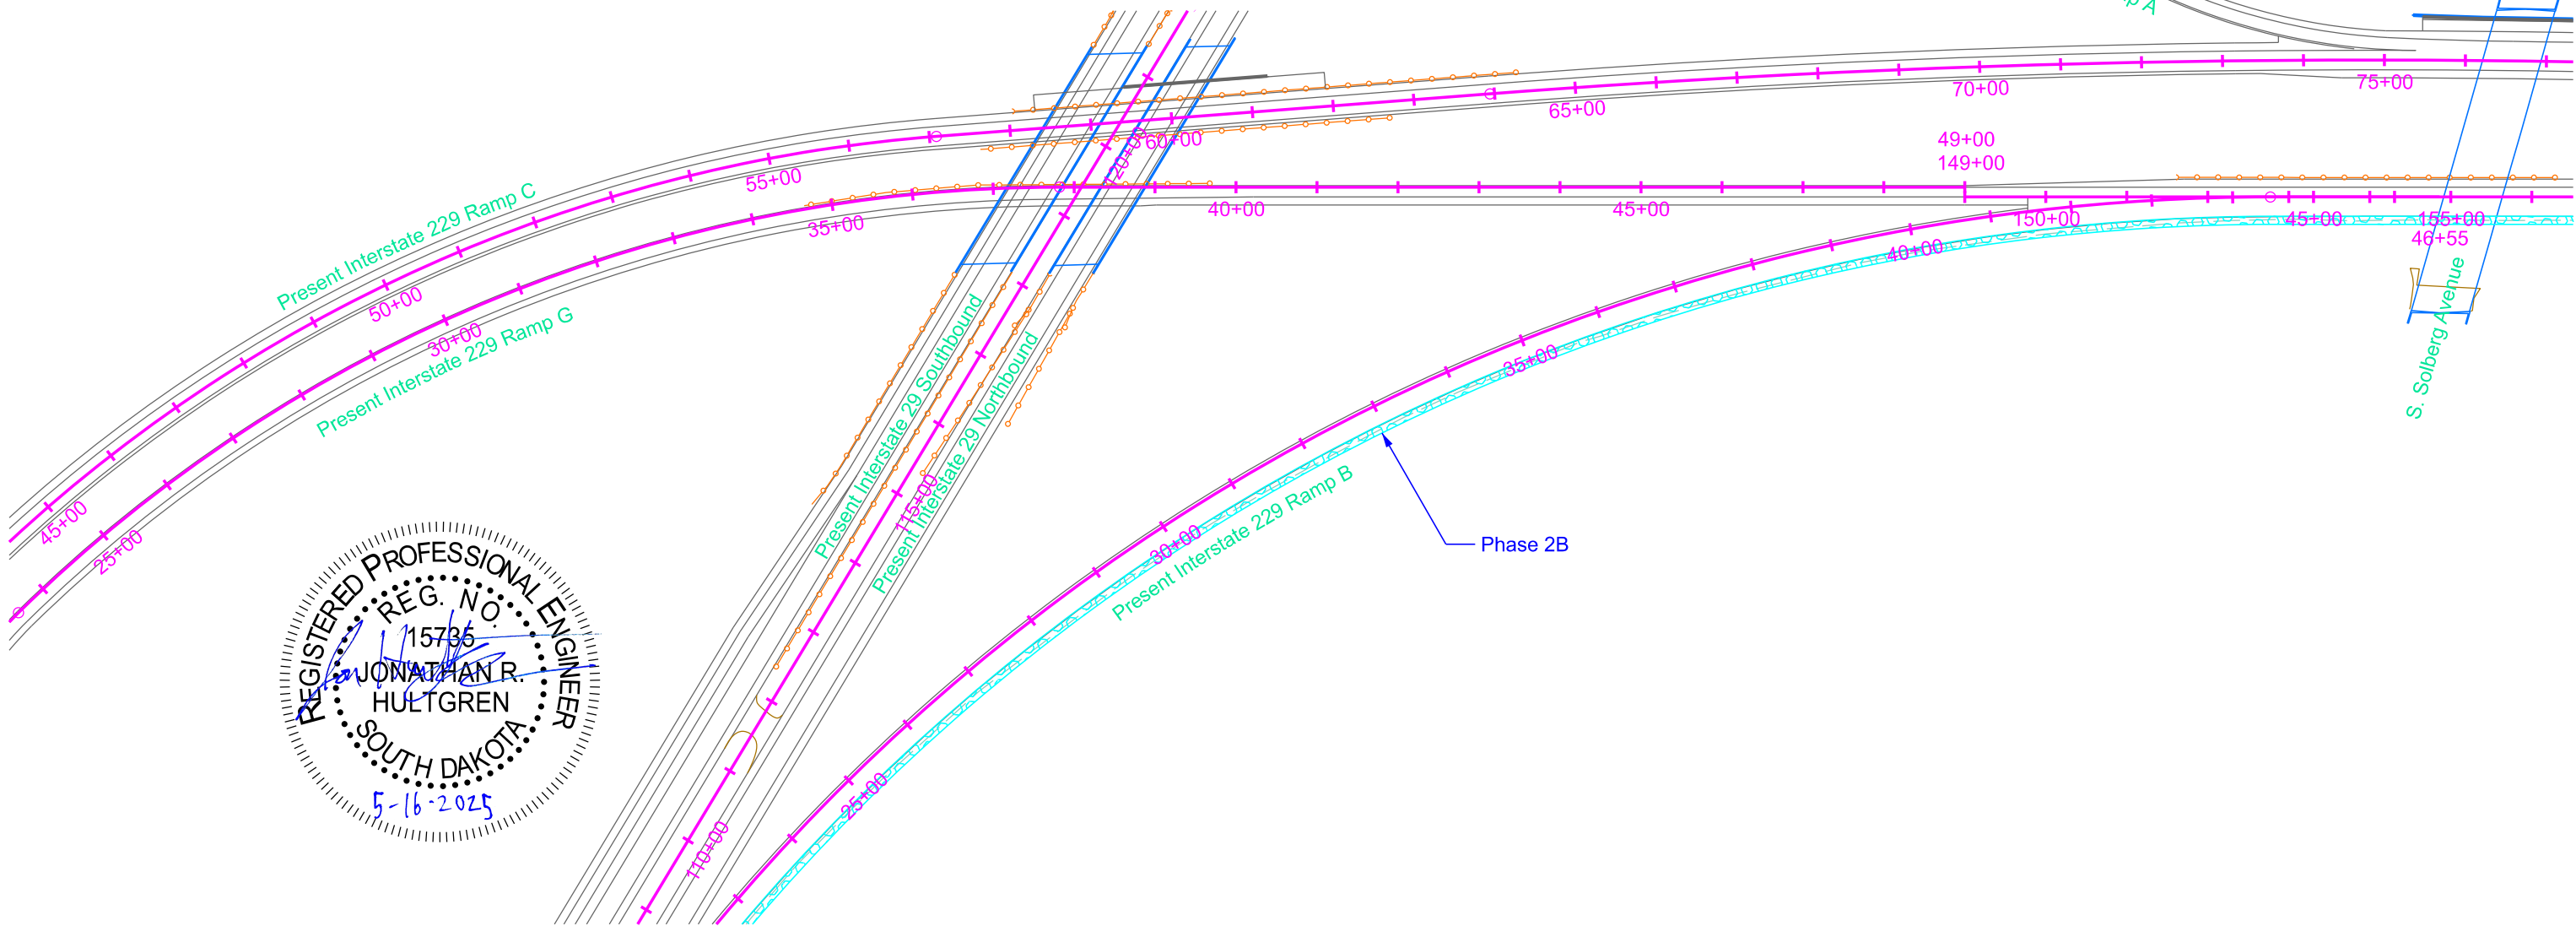 p A
75+00
70+00
65+00
60+00
120+00
55+00
49+00
149+00
Present Interstate 229 Ramp C
50+00
45+00
40+00
45+00
150+00
45+00
155+00
46+55
40+00
35+00
35+00
30+00
25+00
Present Interstate 229 Ramp G
Present Interstate 29 Southbound
Present Interstate 29 Northbound
115+00
110+00
S. Solberg Avenue
Phase 2B
Present Interstate 229 Ramp B
30+00
25+00
REGISTERED PROFESSIONAL ENGINEER
REG. NO.
15735
JONATHAN R.
HULTGREN
SOUTH DAKOTA
5-16-2025